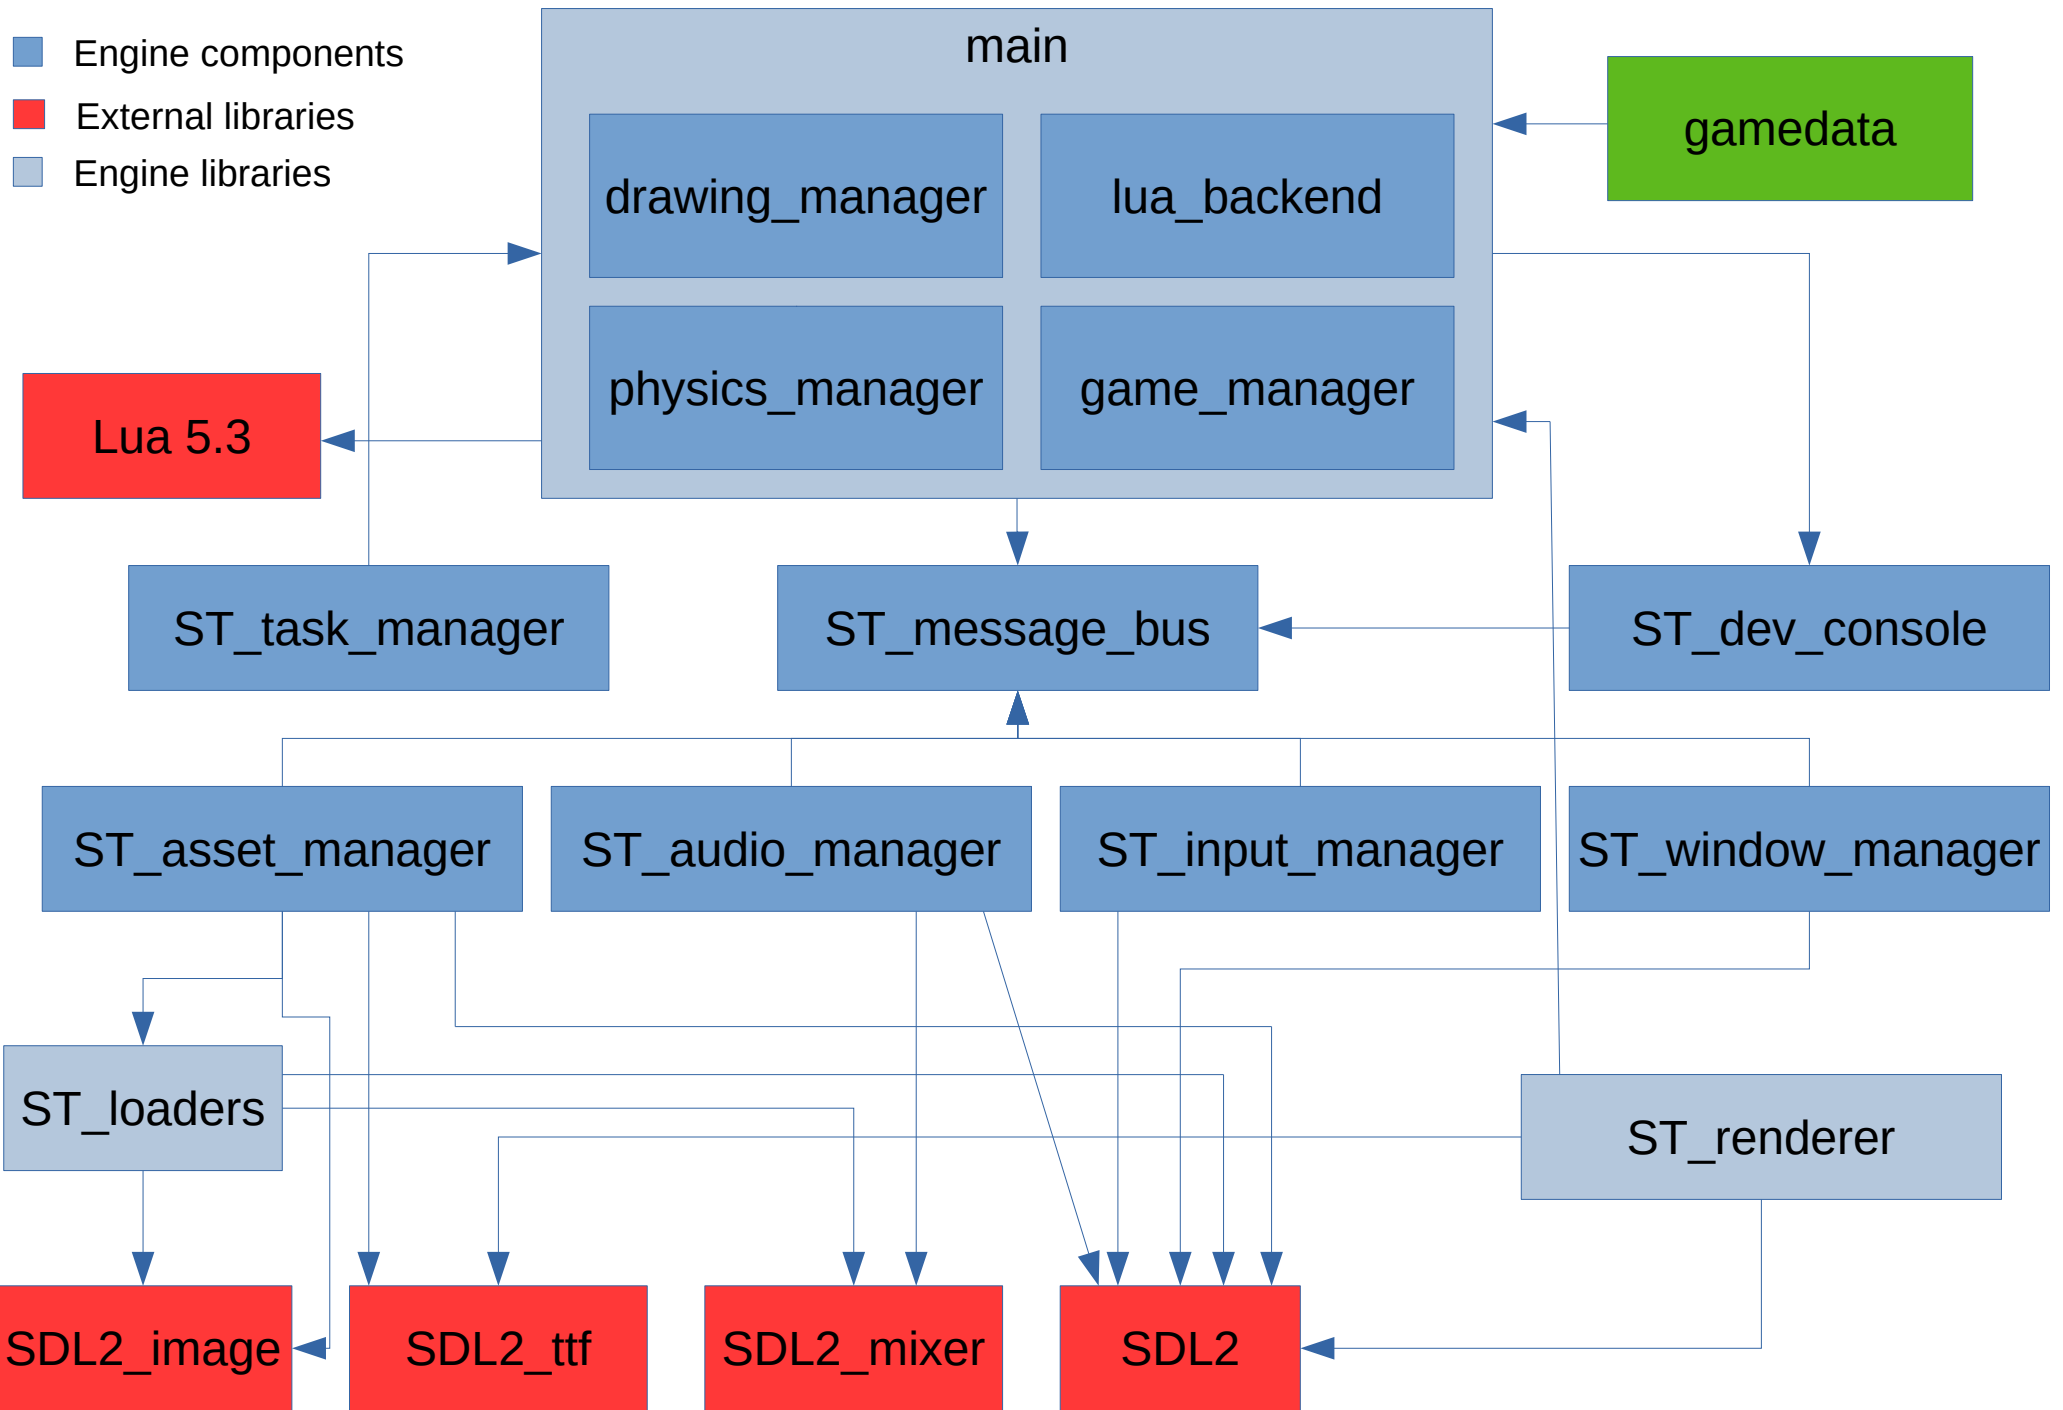 Engine components
External libraries
Engine libraries
main
gamedata
drawing_manager
lua_backend
physics_manager
game_manager
Lua 5.3
ST_task_manager
ST_message_bus
ST_dev_console
ST_asset_manager
ST_audio_manager
ST_input_manager
ST_window_manager
ST_loaders
ST_renderer
SDL2_image
SDL2_ttf
SDL2_mixer
SDL2